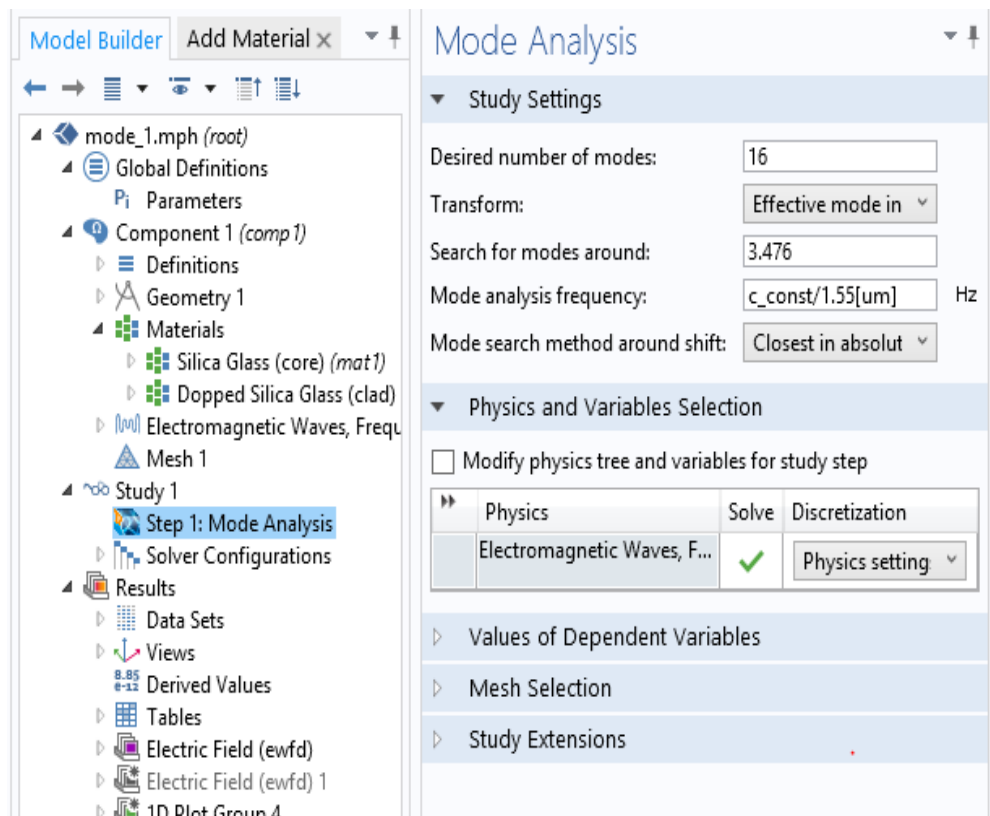 Model Builder
Add Material
mode_1.mph (root)
Global Definitions
Pi Parameters
Component 1 (comp1)
Definitions
Geometry 1
Materials
Silica Glass (core) (mat1)
Dopped Silica Glass (clad)
Electromagnetic Waves, Frequ
Mesh 1
Study 1
Step 1: Mode Analysis
Solver Configurations
Results
Data Sets
Views
8.85
e-12 Derived Values
Tables
Electric Field (ewfd)
Electric Field (ewfd) 1
1D Plot Group 4
Mode Analysis
Study Settings
Desired number of modes: 16
Transform: Effective mode in
Search for modes around: 3.476
Mode analysis frequency: c_const/1.55[um] Hz
Mode search method around shift: Closest in absolut
Physics and Variables Selection
Modify physics tree and variables for study step
Physics Solve Discretization
Electromagnetic Waves, F... Physics setting
Values of Dependent Variables
Mesh Selection
Study Extensions